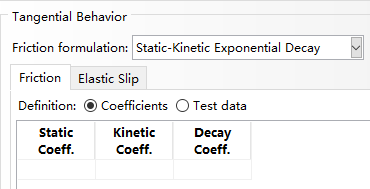 Tangential Behavior
Friction formulation: Static-Kinetic Exponential Decay
Friction Elastic Slip
Definition: Coefficients Test data
Static Kinetic Decay
Coeff. Coeff. Coeff.